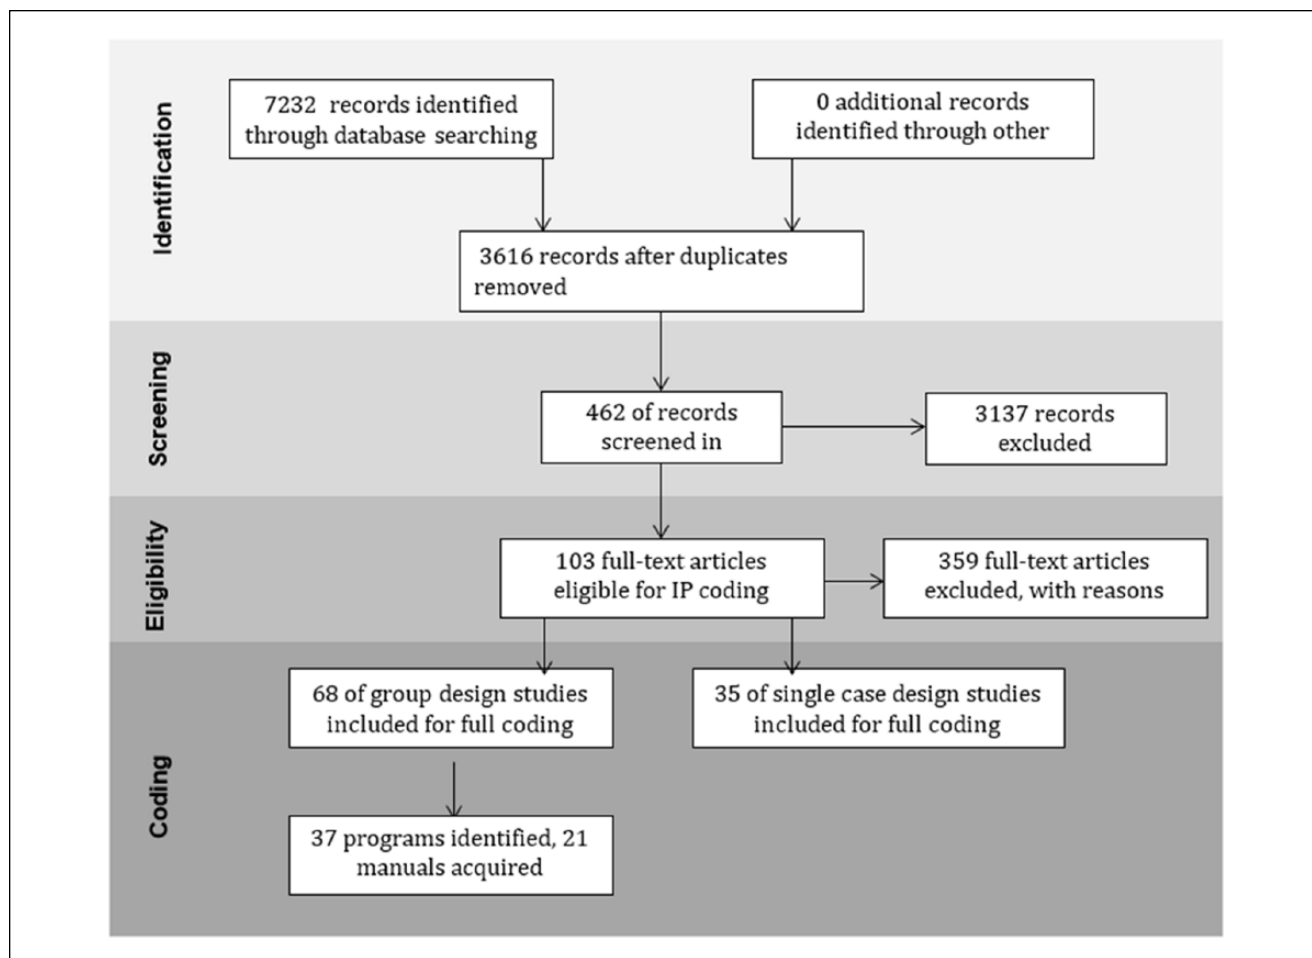 Identification
7232 records identified
through database searching
0 additional records
identified through other
3616 records after duplicates
removed
Screening
462 of records
screened in
3137 records
excluded
Eligibility
103 full-text articles
eligible for IP coding
359 full-text articles
excluded, with reasons
Coding
68 of group design studies
included for full coding
35 of single case design studies
included for full coding
37 programs identified, 21
manuals acquired